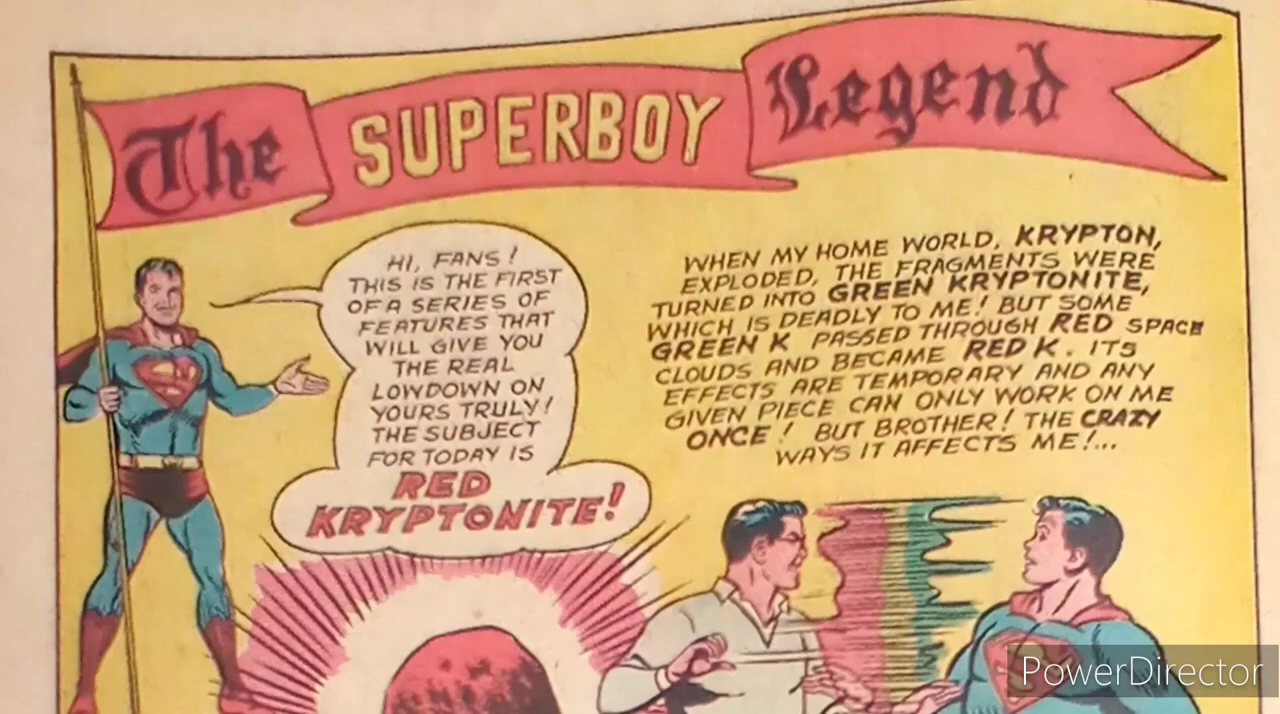 The SUPERBOY Legend
HI, FANS!
THIS IS THE FIRST
OF A SERIES OF
FEATURES THAT
WILL GIVE YOU
THE REAL
LOWDOWN ON
YOURS TRULY!
THE SUBJECT
FOR TODAY IS
RED
KRYPTONITE!
WHEN MY HOME WORLD, KRYPTON,
EXPLODED, THE FRAGMENTS WERE
TURNED INTO GREEN KRYPTONITE,
WHICH IS DEADLY TO ME! BUT SOME
GREEN K PASSED THROUGH RED SPACE
CLOUDS AND BECAME RED K. ITS
EFFECTS ARE TEMPORARY AND ANY
GIVEN PIECE CAN ONLY WORK ON ME
ONCE! BUT BROTHER! THE CRAZY
WAYS IT AFFECTS ME!...
PowerDirector